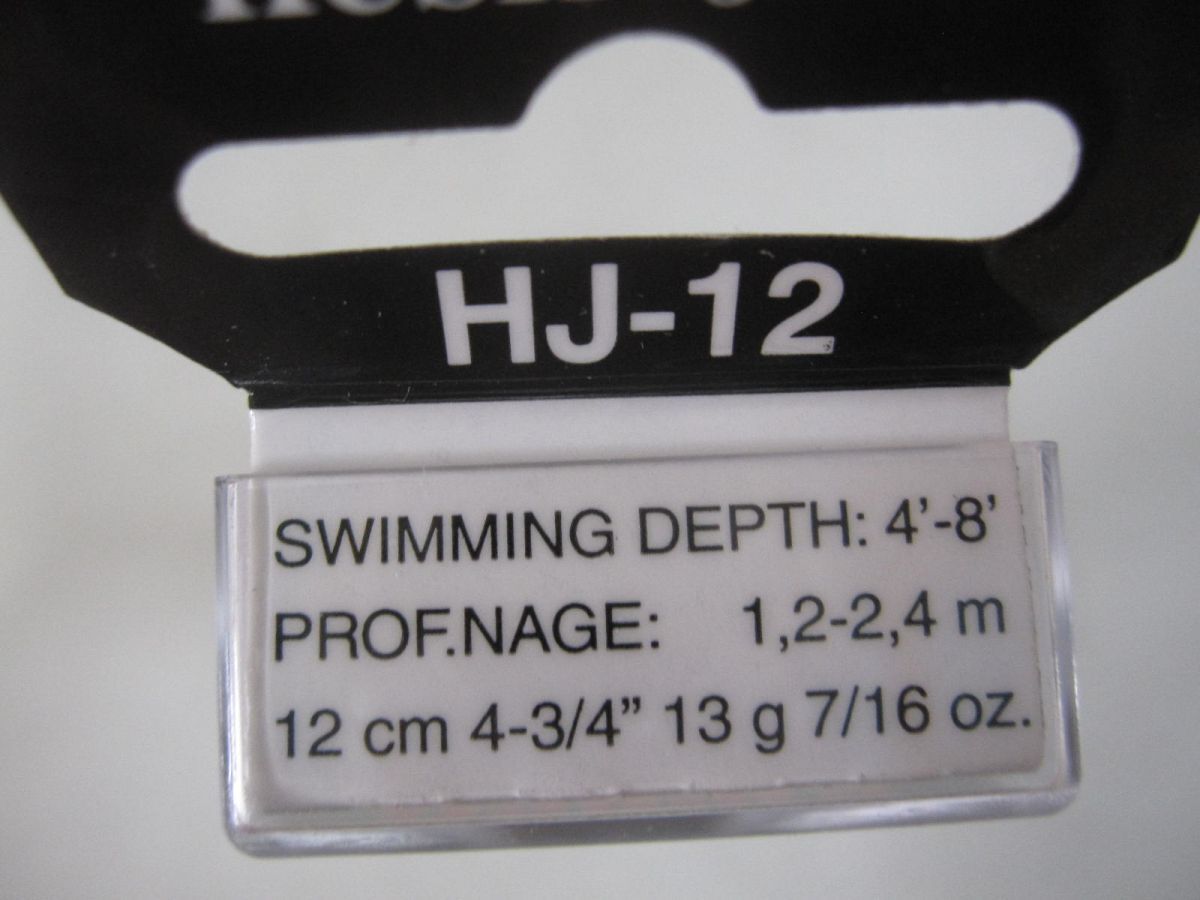 HJ-12
SWIMMING DEPTH: 4'-8'
PROF.NAGE: 1,2-2,4 m
12 cm 4-3/4” 13 g 7/16 oz.